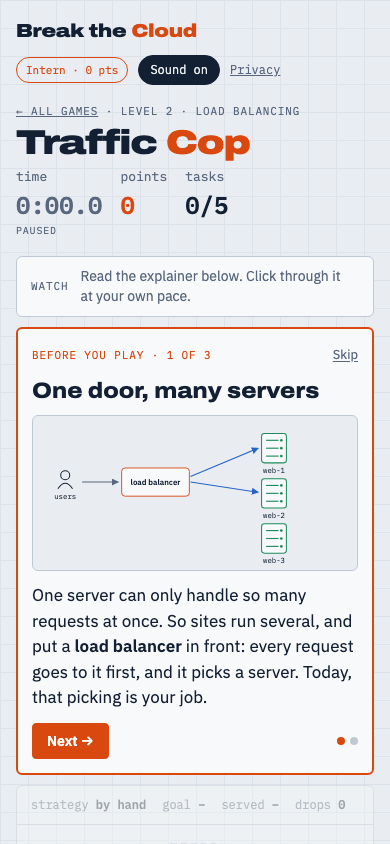 Break the Cloud
Intern · 0 pts
Sound on
Privacy
← ALL GAMES · LEVEL 2 · LOAD BALANCING
Traffic Cop
time points tasks
0:00.0 0 0/5
PAUSED
WATCH
Read the explainer below. Click through it
at your own pace.
BEFORE YOU PLAY · 1 OF 3
Skip
One door, many servers
users
load balancer
web-1
web-2
web-3
One server can only handle so many
requests at once. So sites run several, and
put a load balancer in front: every request
goes to it first, and it picks a server. Today,
that picking is your job.
Next →
strategy by hand goal – served – drops 0